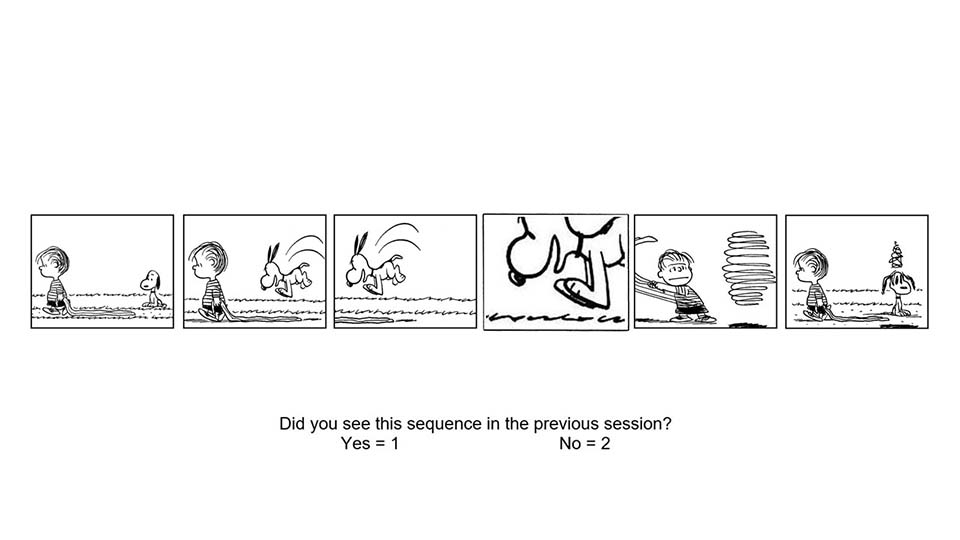 Did you see this sequence in the previous session?
Yes = 1 No = 2